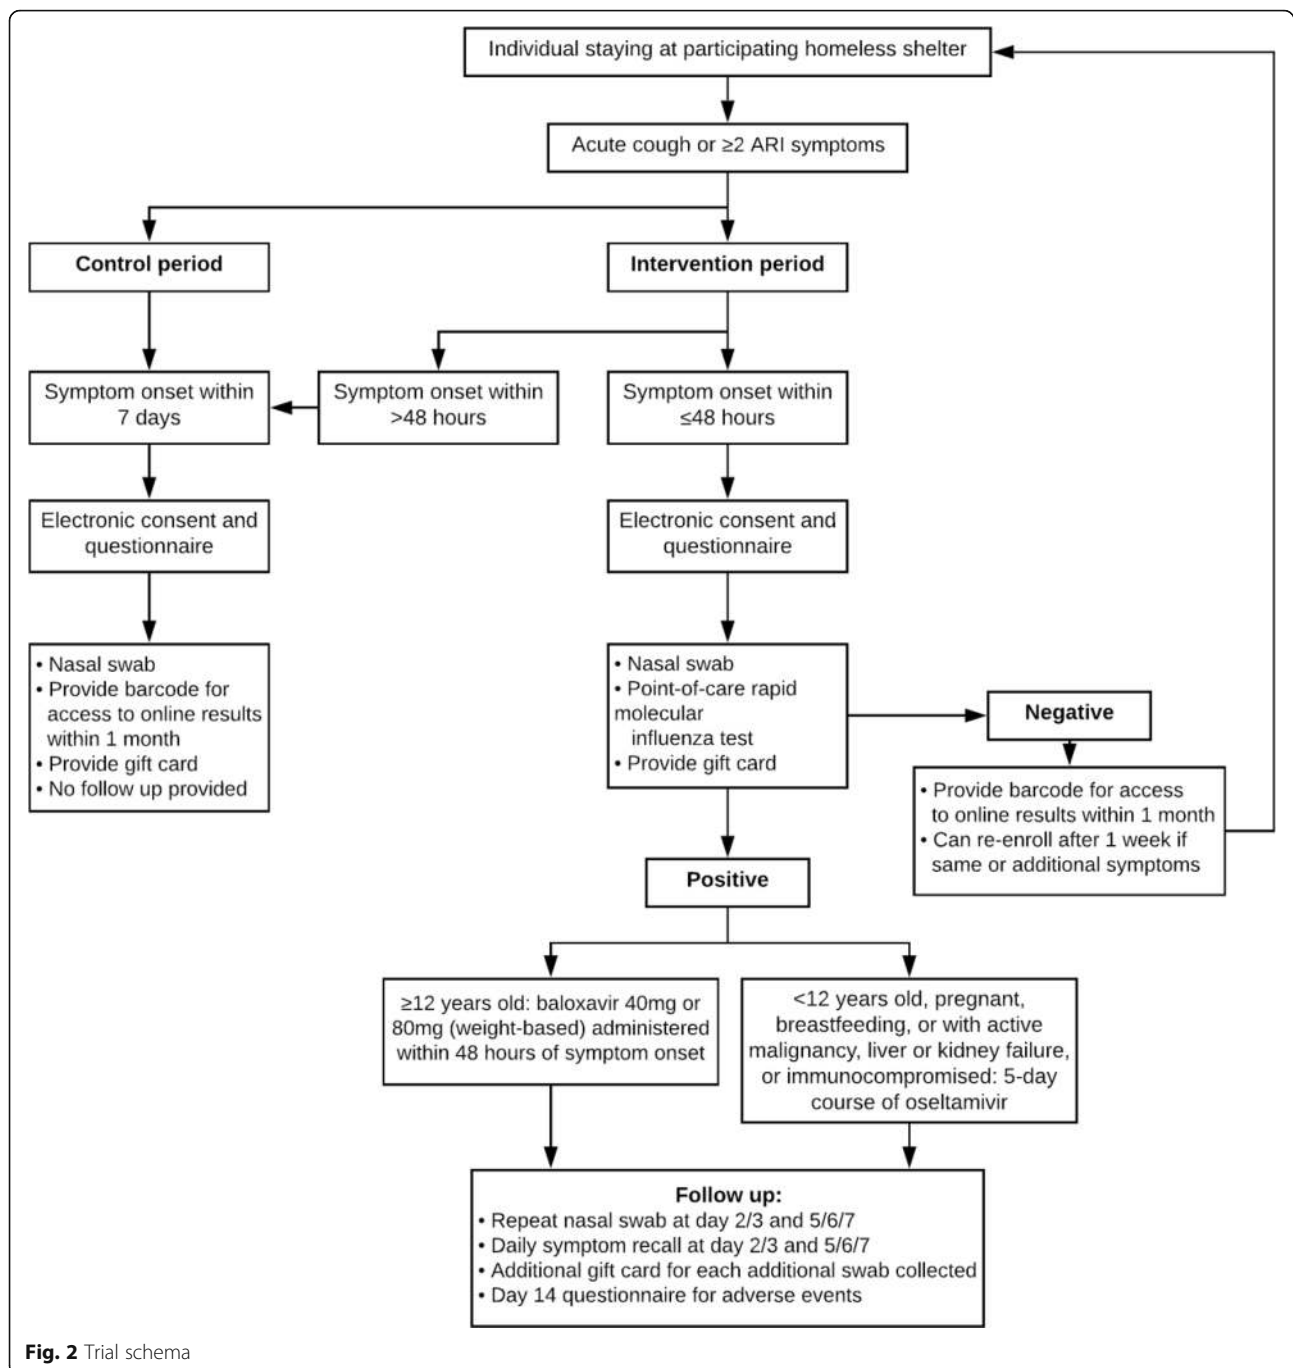 Individual staying at participating homeless shelter
Acute cough or ≥2 ARI symptoms
Control period
Intervention period
Symptom onset within
7 days
Symptom onset within
>48 hours
Symptom onset within
≤48 hours
Electronic consent and
questionnaire
Electronic consent and
questionnaire
• Nasal swab
• Provide barcode for
access to online results
within 1 month
• Provide gift card
• No follow up provided
• Nasal swab
• Point-of-care rapid
molecular
influenza test
• Provide gift card
Negative
• Provide barcode for access
to online results within 1 month
• Can re-enroll after 1 week if
same or additional symptoms
Positive
≥12 years old: baloxavir 40mg or
80mg (weight-based) administered
within 48 hours of symptom onset
<12 years old, pregnant,
breastfeeding, or with active
malignancy, liver or kidney failure,
or immunocompromised: 5-day
course of oseltamivir
Follow up:
• Repeat nasal swab at day 2/3 and 5/6/7
• Daily symptom recall at day 2/3 and 5/6/7
• Additional gift card for each additional swab collected
• Day 14 questionnaire for adverse events
Fig. 2 Trial schema